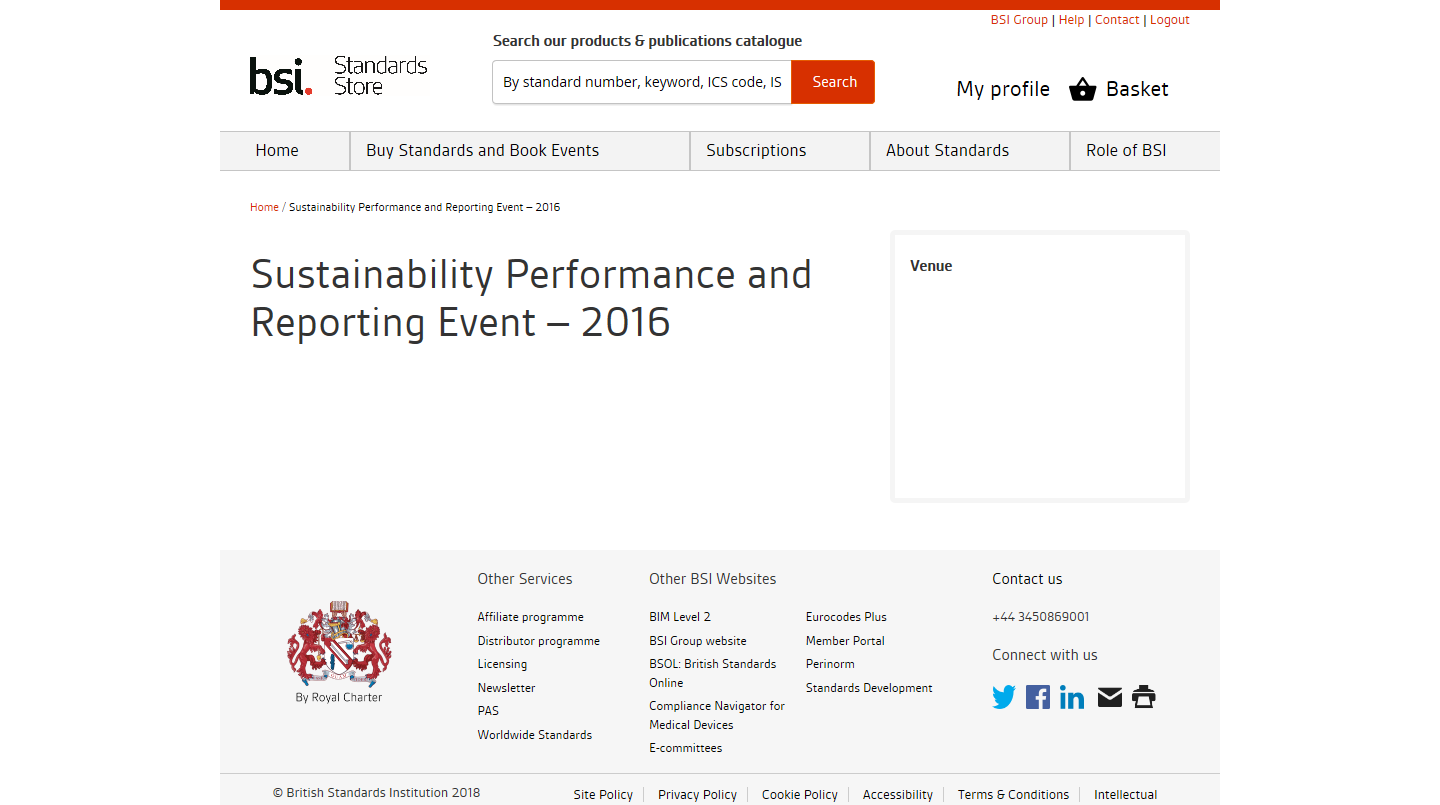 BSI Group | Help | Contact | Logout
Search our products & publications catalogue
bsi. Standards Store
By standard number, keyword, ICS code, IS
Search
My profile
Basket
Home
Buy Standards and Book Events
Subscriptions
About Standards
Role of BSI
Home / Sustainability Performance and Reporting Event – 2016
Sustainability Performance and
Reporting Event – 2016
Venue
Other Services
Affiliate programme
Distributor programme
Licensing
Newsletter
PAS
Worldwide Standards
Other BSI Websites
BIM Level 2
BSI Group website
BSOL: British Standards
Online
Compliance Navigator for
Medical Devices
E-committees
Eurocodes Plus
Member Portal
Perinorm
Standards Development
Contact us
+44 3450869001
Connect with us
By Royal Charter
© British Standards Institution 2018
Site Policy
Privacy Policy
Cookie Policy
Accessibility
Terms & Conditions
Intellectual